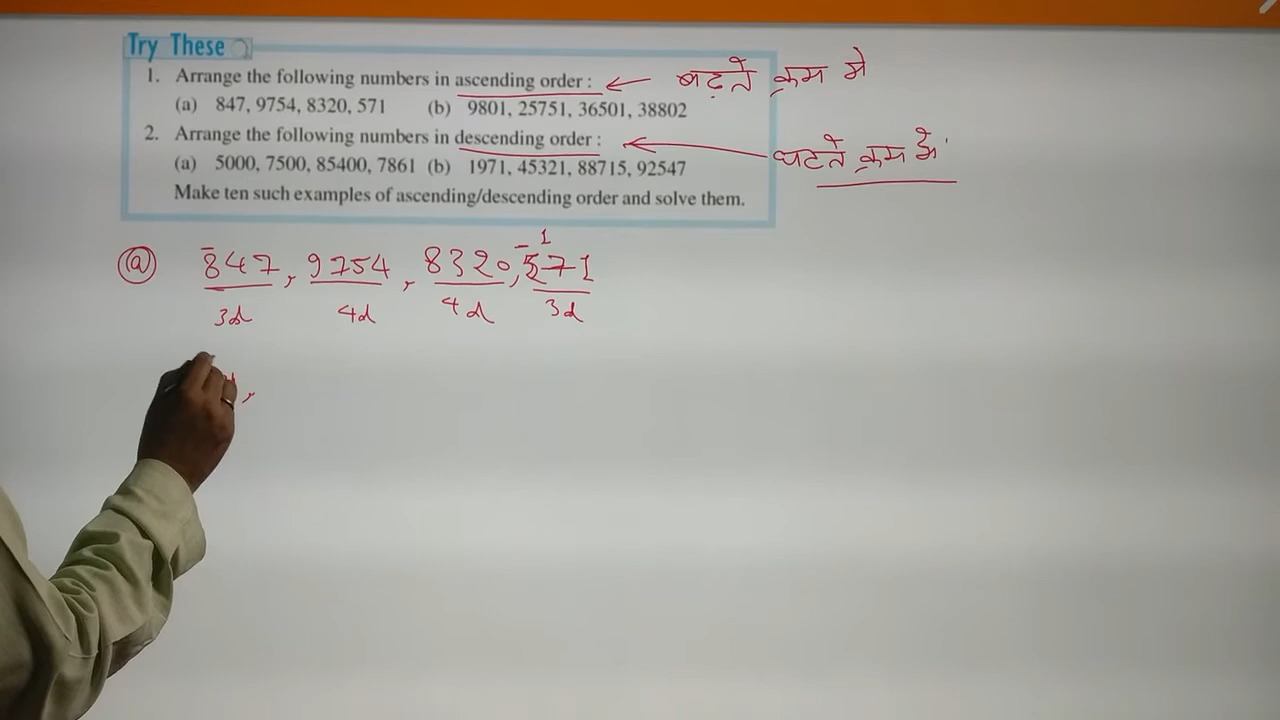 Try These
1. Arrange the following numbers in ascending order : ← बढ़ते क्रम मे
(a) 847, 9754, 8320, 571 (b) 9801, 25751, 36501, 38802
2. Arrange the following numbers in descending order : ← घटते क्रम में
(a) 5000, 7500, 85400, 7861 (b) 1971, 45321, 88715, 92547
Make ten such examples of ascending/descending order and solve them.
1
(a) 847, 9754, 8320, 571
3d 4d 4d 3d
,